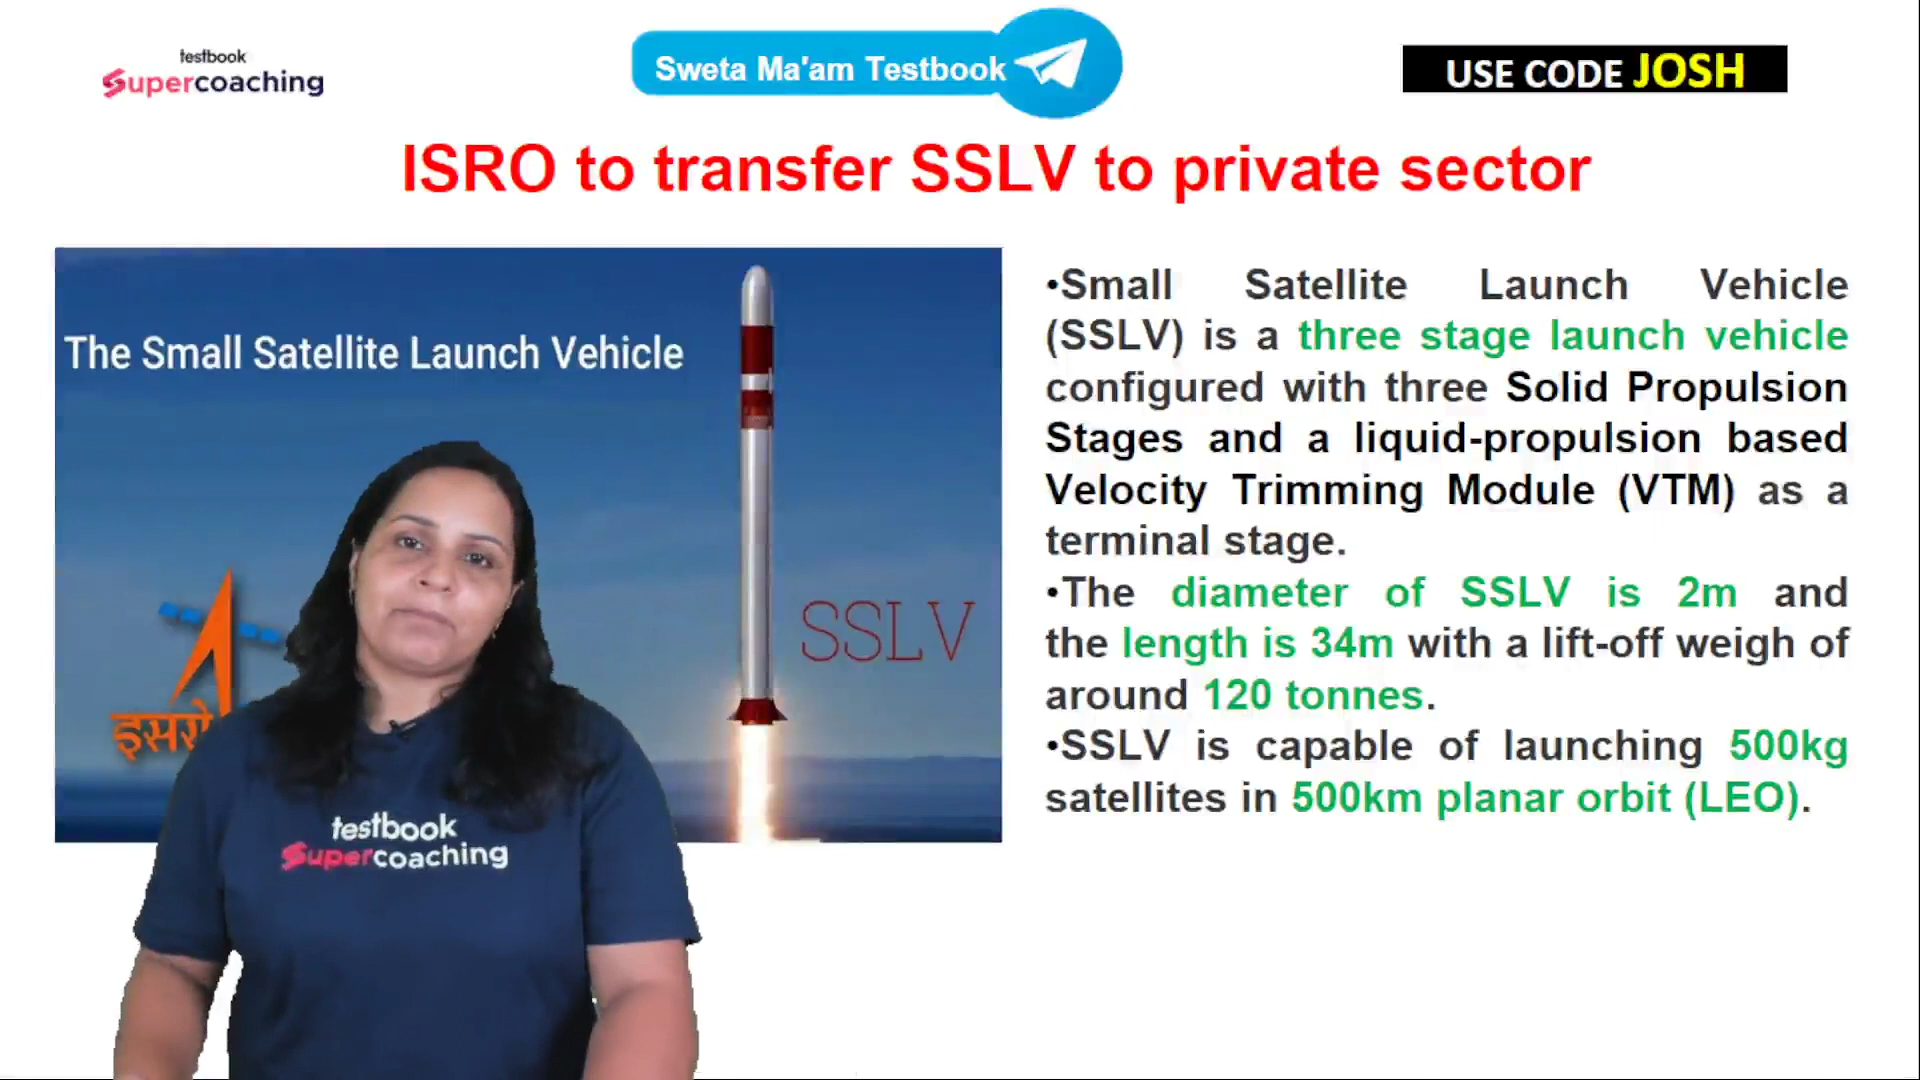 testbook
Supercoaching
Sweta Ma'am Testbook
USE CODE JOSH
ISRO to transfer SSLV to private sector
The Small Satellite Launch Vehicle
SSLV
इसरो
testbook
Supercoaching
•Small Satellite Launch Vehicle
(SSLV) is a three stage launch vehicle
configured with three Solid Propulsion
Stages and a liquid-propulsion based
Velocity Trimming Module (VTM) as a
terminal stage.
•The diameter of SSLV is 2m and
the length is 34m with a lift-off weigh of
around 120 tonnes.
•SSLV is capable of launching 500kg
satellites in 500km planar orbit (LEO).